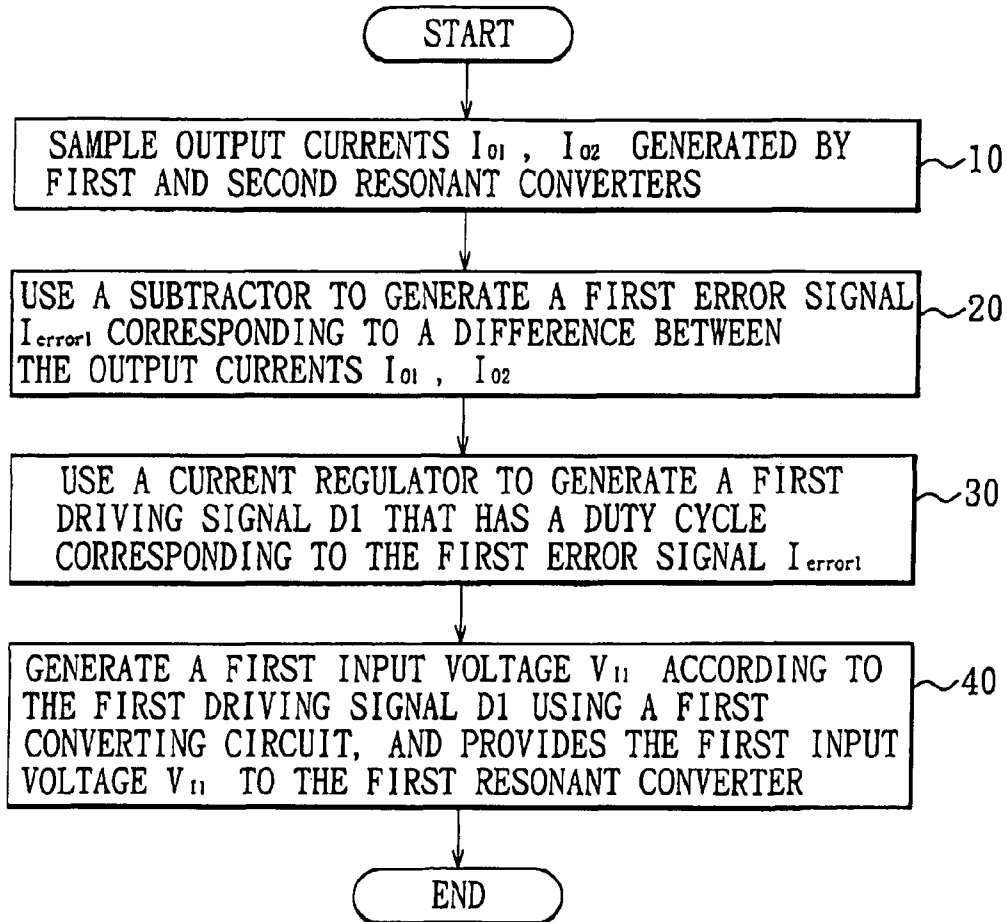 START
SAMPLE OUTPUT CURRENTS I01 , I02 GENERATED BY
FIRST AND SECOND RESONANT CONVERTERS
10
USE A SUBTRACTOR TO GENERATE A FIRST ERROR SIGNAL
Ierror1 CORRESPONDING TO A DIFFERENCE BETWEEN
THE OUTPUT CURRENTS I01 , I02
20
USE A CURRENT REGULATOR TO GENERATE A FIRST
DRIVING SIGNAL D1 THAT HAS A DUTY CYCLE
CORRESPONDING TO THE FIRST ERROR SIGNAL Ierror1
30
GENERATE A FIRST INPUT VOLTAGE VI1 ACCORDING TO
THE FIRST DRIVING SIGNAL D1 USING A FIRST
CONVERTING CIRCUIT, AND PROVIDES THE FIRST INPUT
VOLTAGE VI1 TO THE FIRST RESONANT CONVERTER
40
END